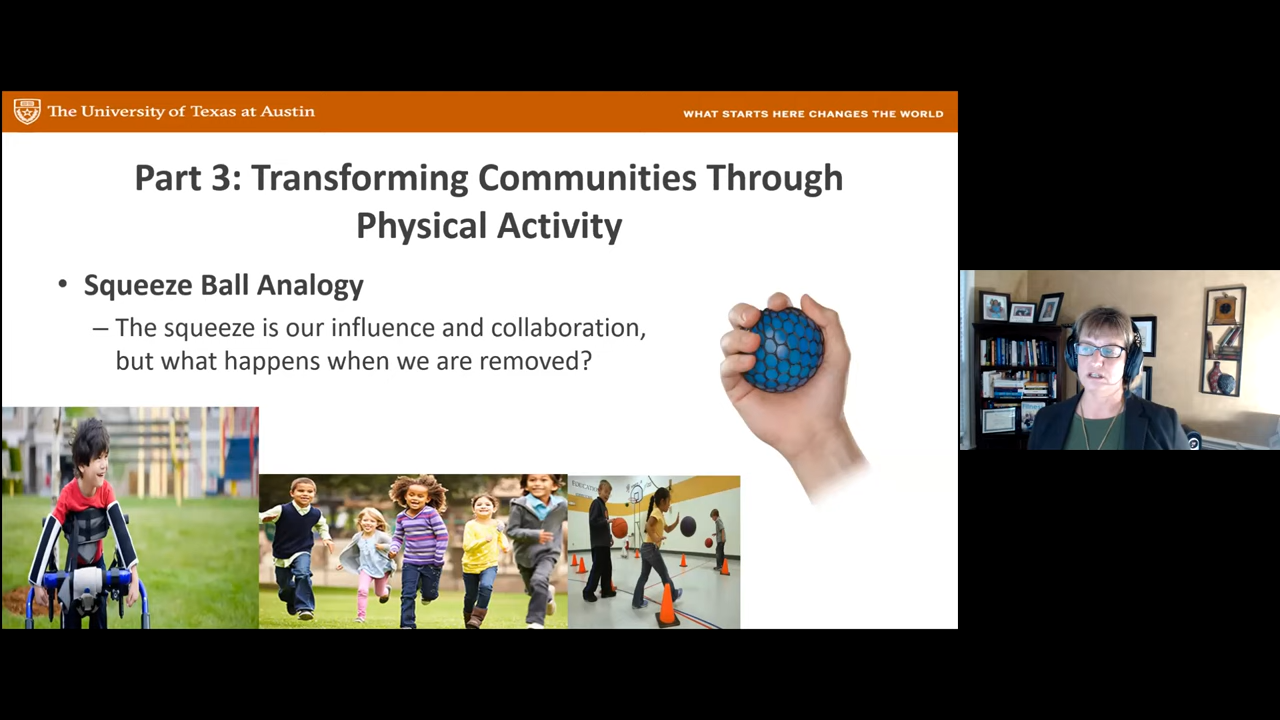 The University of Texas at Austin
WHAT STARTS HERE CHANGES THE WORLD
Part 3: Transforming Communities Through
Physical Activity
• Squeeze Ball Analogy
– The squeeze is our influence and collaboration,
but what happens when we are removed?